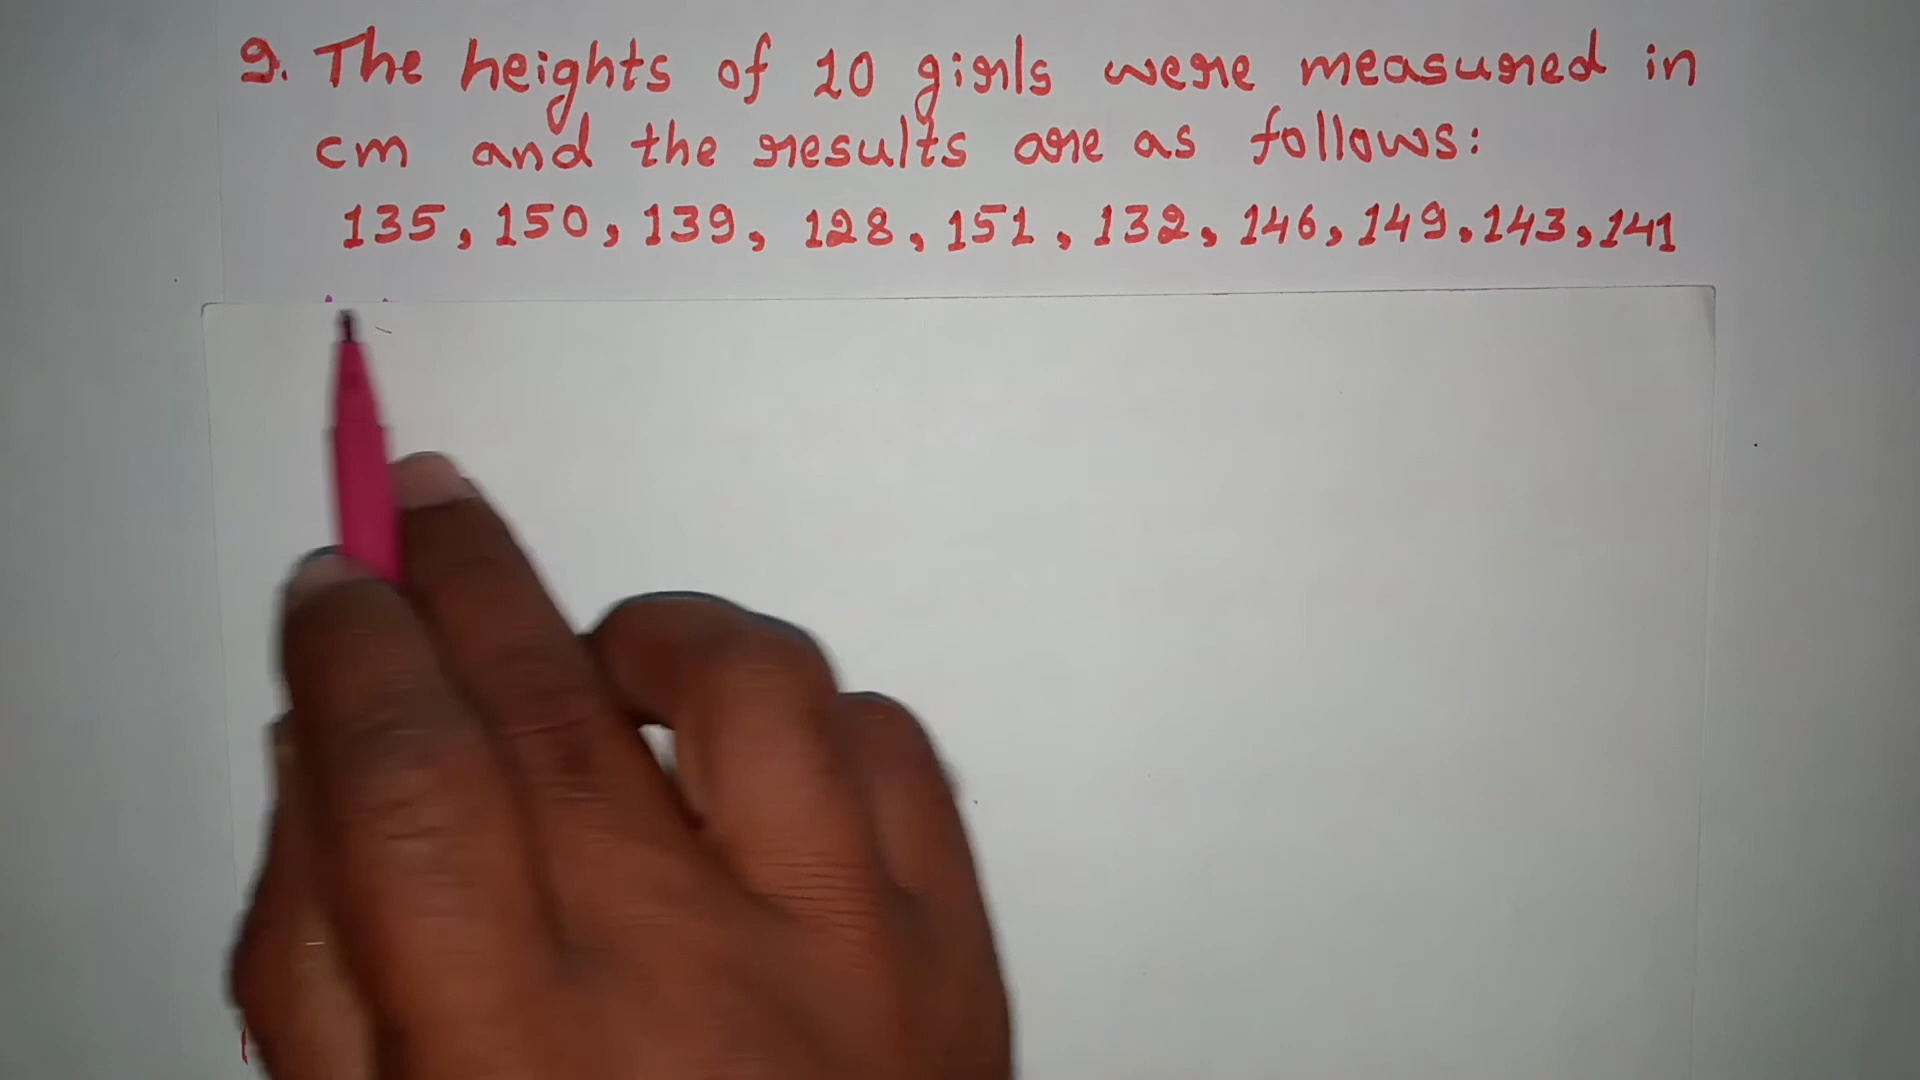 9. The heights of 10 girls were measured in
cm and the results are as follows:
135, 150, 139, 128, 151, 132, 146, 149, 143, 141